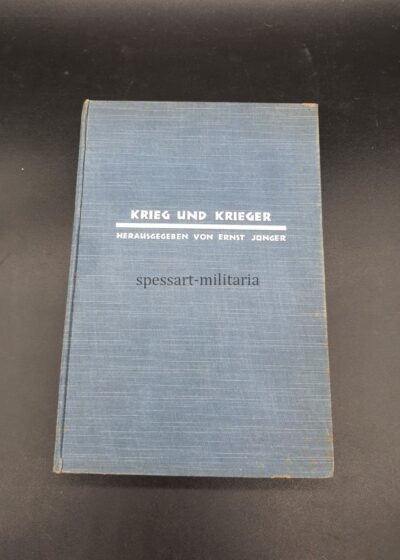 KRIEG UND KRIEGER
HERAUSGEGEBEN VON ERNST JÜNGER
spessart-militaria